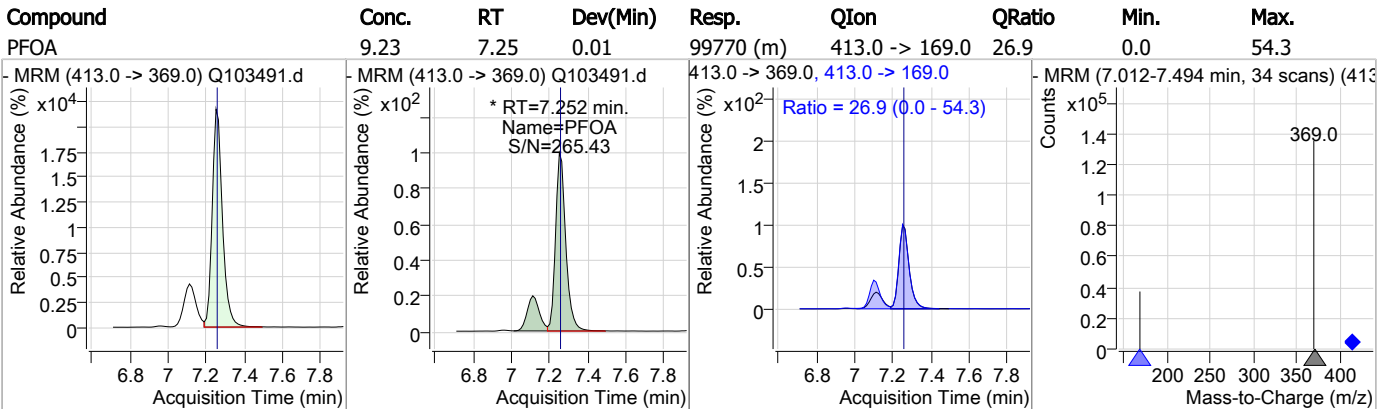 Compound Conc. RT Dev(Min) Resp. QIon QRatio Min. Max.
PFOA 9.23 7.25 0.01 99770 (m) 413.0 -> 169.0 26.9 0.0 54.3
- MRM (413.0 -> 369.0) Q103491.d
x10⁴
1.75
1.5
1.25
1
0.75
0.5
0.25
0
Relative Abundance (%)
6.8 7 7.2 7.4 7.6 7.8
Acquisition Time (min)
- MRM (413.0 -> 369.0) Q103491.d
x10²
* RT=7.252 min.
Name=PFOA
S/N=265.43
1
0.8
0.6
0.4
0.2
0
Relative Abundance (%)
6.8 7 7.2 7.4 7.6 7.8
Acquisition Time (min)
413.0 -> 369.0, 413.0 -> 169.0
x10²
Ratio = 26.9 (0.0 - 54.3)
2
1.5
1
0.5
0
Relative Abundance (%)
6.8 7 7.2 7.4 7.6 7.8
Acquisition Time (min)
- MRM (7.012-7.494 min, 34 scans) (413
x10⁵
369.0
1.4
1.2
1
0.8
0.6
0.4
0.2
0
Counts
200 250 300 350 400
Mass-to-Charge (m/z)